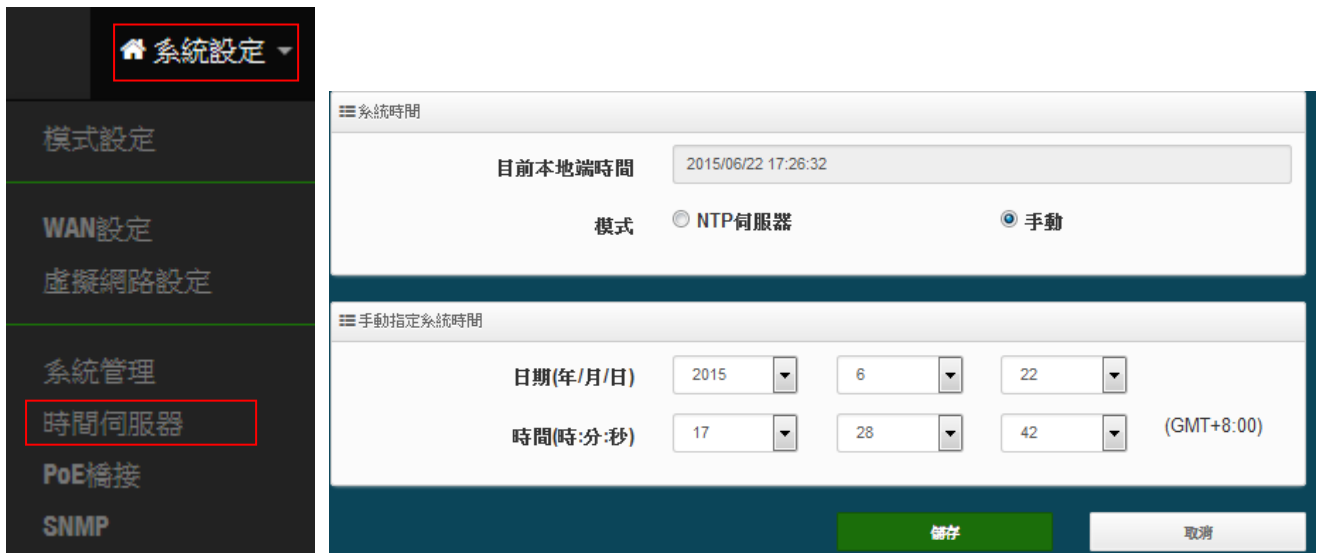 系統設定
模式設定
WAN設定
虛擬網路設定
系統管理
時間伺服器
PoE橋接
SNMP
系統時間
目前本地端時間 2015/06/22 17:26:32
模式 NTP伺服器 手動
手動指定系統時間
日期(年/月/日) 2015 6 22
時間(時:分:秒) 17 28 42 (GMT+8:00)
儲存 取消